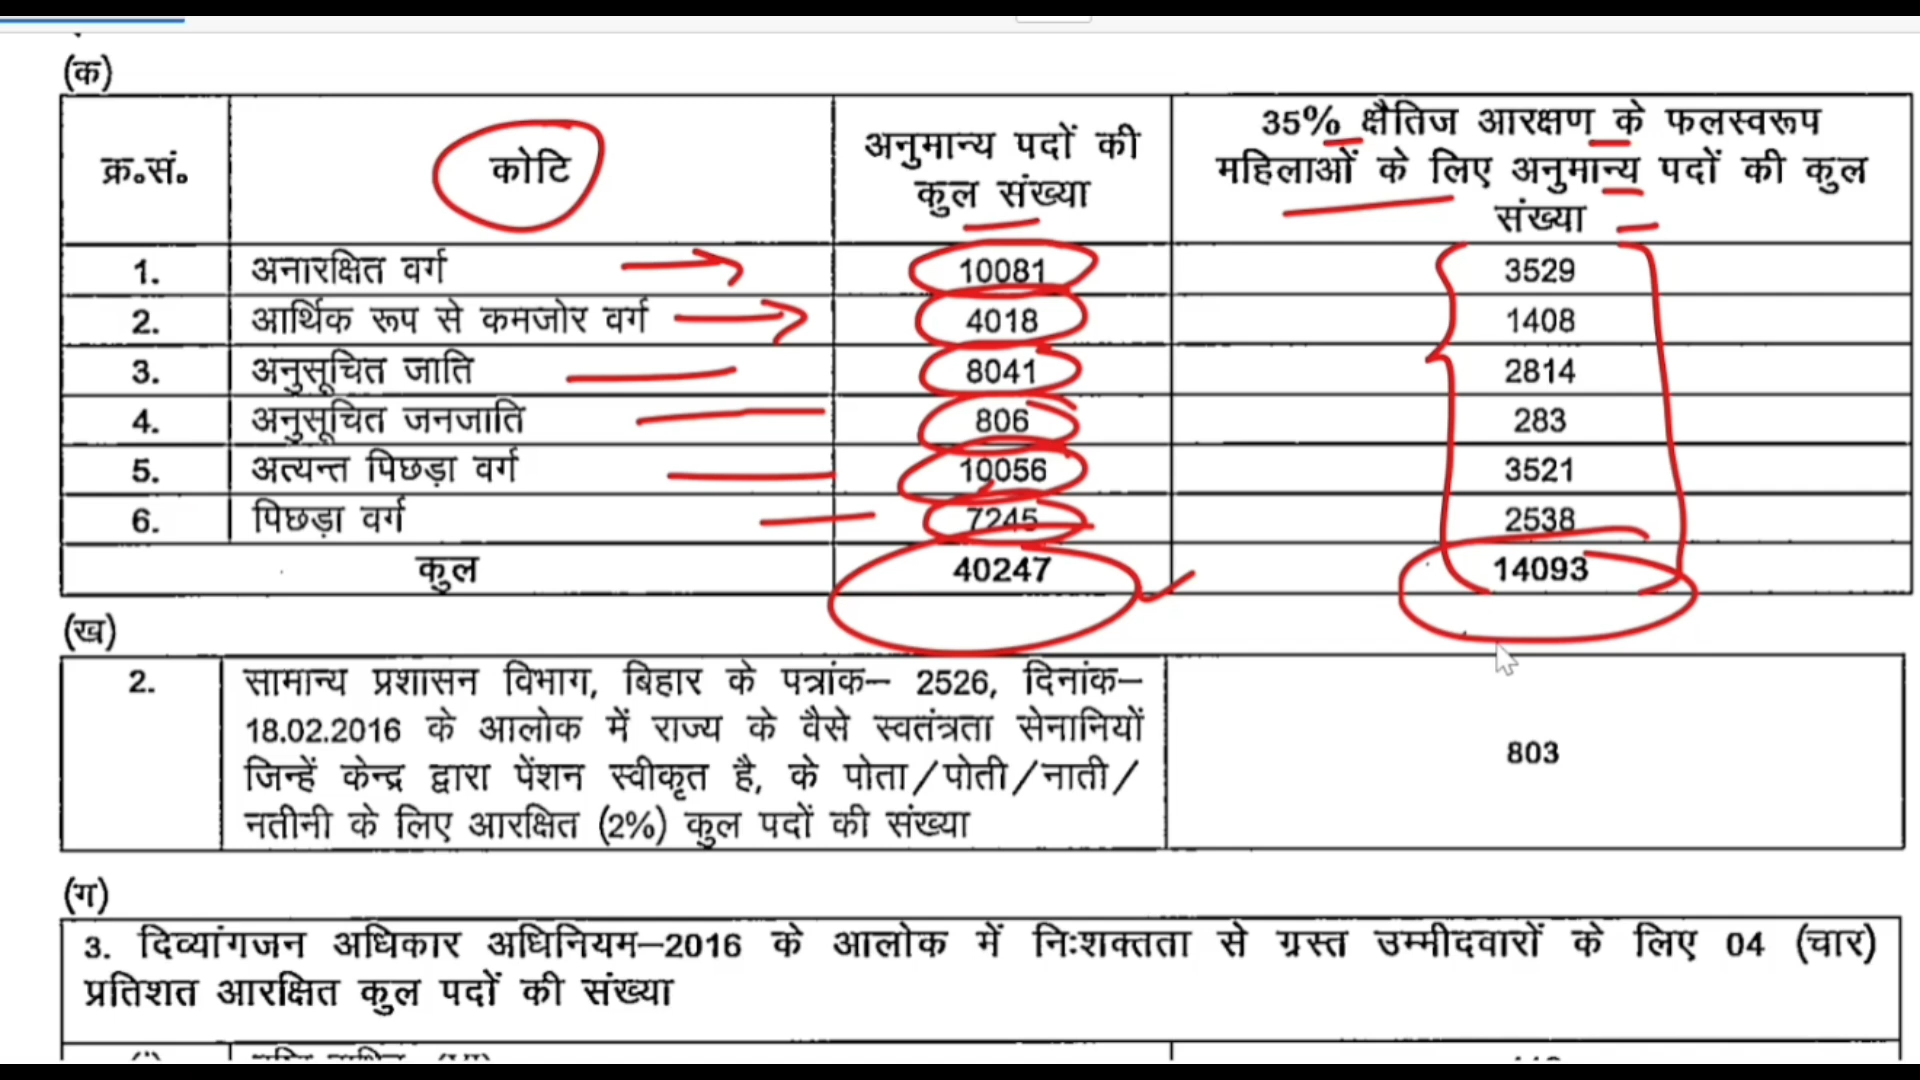 (क)
क्र.सं. कोटि अनुमान्य पदों की कुल संख्या 35% क्षैतिज आरक्षण के फलस्वरूप महिलाओं के लिए अनुमान्य पदों की कुल संख्या
1. अनारक्षित वर्ग 10081 3529
2. आर्थिक रूप से कमजोर वर्ग 4018 1408
3. अनुसूचित जाति 8041 2814
4. अनुसूचित जनजाति 806 283
5. अत्यन्त पिछड़ा वर्ग 10056 3521
6. पिछड़ा वर्ग 7245 2538
कुल 40247 14093
(ख)
2. सामान्य प्रशासन विभाग, बिहार के पत्रांक– 2526, दिनांक–
18.02.2016 के आलोक में राज्य के वैसे स्वतंत्रता सेनानियों
जिन्हें केन्द्र द्वारा पेंशन स्वीकृत है, के पोता/पोती/नाती/
नतीनी के लिए आरक्षित (2%) कुल पदों की संख्या
803
(ग)
3. दिव्यांगजन अधिकार अधिनियम–2016 के आलोक में निःशक्तता से ग्रस्त उम्मीदवारों के लिए 04 (चार)
प्रतिशत आरक्षित कुल पदों की संख्या